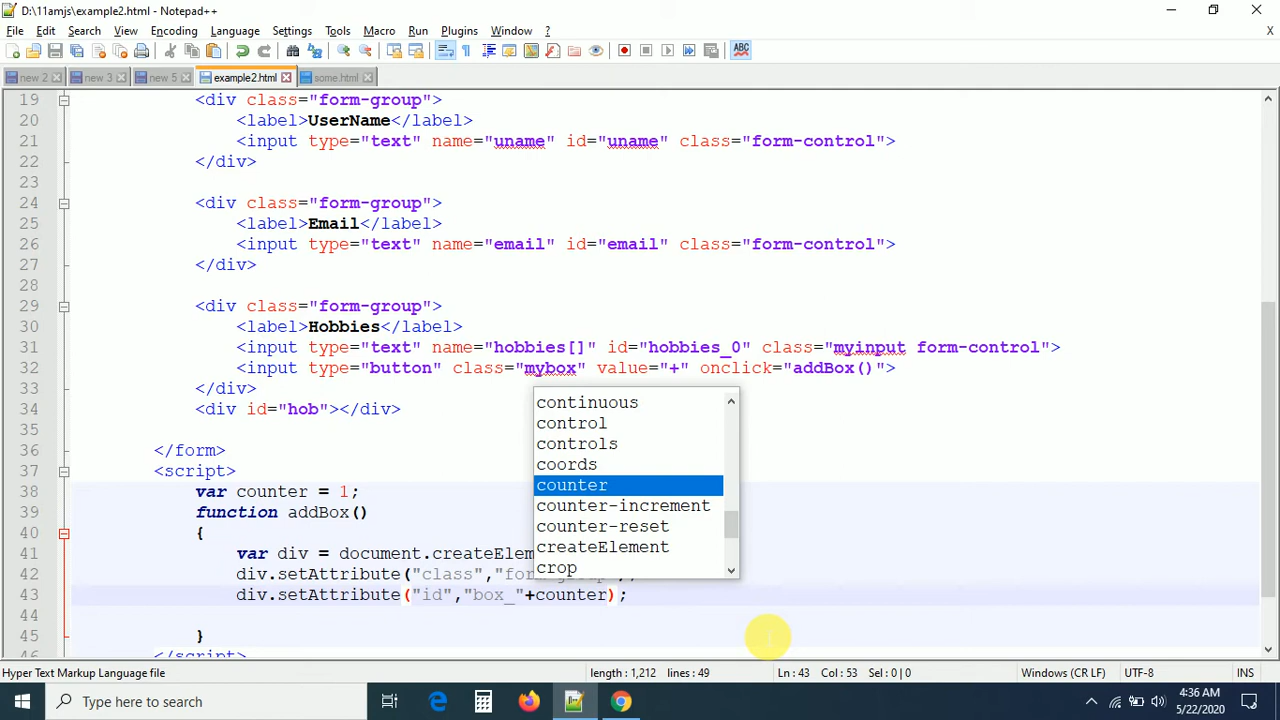 D:\11amjs\example2.html - Notepad++
File Edit Search View Encoding Language Settings Tools Macro Run Plugins Window ?
X
ABC
new 2 new 3 new 5 example2.html some.html
19 <div class="form-group">
20 <label>UserName</label>
21 <input type="text" name="uname" id="uname" class="form-control">
22 </div>
23
24 <div class="form-group">
25 <label>Email</label>
26 <input type="text" name="email" id="email" class="form-control">
27 </div>
28
29 <div class="form-group">
30 <label>Hobbies</label>
31 <input type="text" name="hobbies[]" id="hobbies_0" class="myinput form-control">
32 <input type="button" class="mybox" value="+" onclick="addBox()">
33 </div>
34 <div id="hob"></div>
35
36 </form>
37 <script>
38 var counter = 1;
39 function addBox()
40 {
41 var div = document.createElem
42 div.setAttribute("class","
43 div.setAttribute("id","box_"+counter);
44
45 }
46 </script>
continuous
control
controls
coords
counter
counter-increment
counter-reset
createElement
crop
Hyper Text Markup Language file length : 1,212 lines : 49 Ln : 43 Col : 53 Sel : 0 | 0 Windows (CR LF) UTF-8 INS
Type here to search
4:36 AM
5/22/2020